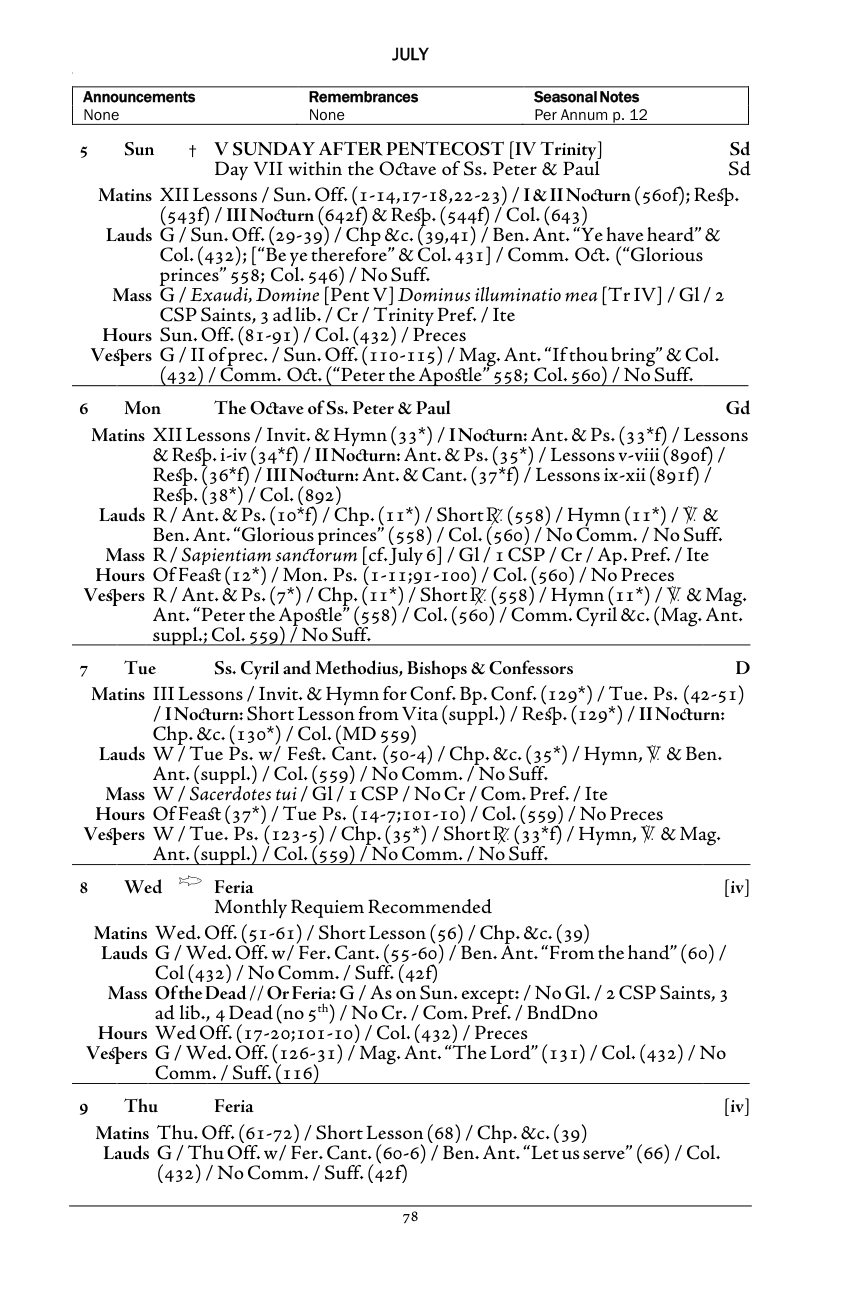 JULY
Announcements Remembrances Seasonal Notes
None None Per Annum p. 12
5 Sun † V SUNDAY AFTER PENTECOST [IV Trinity] Sd
Day VII within the Octave of Ss. Peter & Paul Sd
Matins XII Lessons / Sun. Off. (1-14,17-18,22-23) / I & II Nocturn (560f); Resp.
(543f) / III Nocturn (642f) & Resp. (544f) / Col. (643)
Lauds G / Sun. Off. (29-39) / Chp &c. (39,41) / Ben. Ant. “Ye have heard” &
Col. (432); [“Be ye therefore” & Col. 431] / Comm. Oct. (“Glorious
princes” 558; Col. 546) / No Suff.
Mass G / Exaudi, Domine [Pent V] Dominus illuminatio mea [Tr IV] / Gl / 2
CSP Saints, 3 ad lib. / Cr / Trinity Pref. / Ite
Hours Sun. Off. (81-91) / Col. (432) / Preces
Vespers G / II of prec. / Sun. Off. (110-115) / Mag. Ant. “If thou bring” & Col.
(432) / Comm. Oct. (“Peter the Apostle” 558; Col. 560) / No Suff.
6 Mon The Octave of Ss. Peter & Paul Gd
Matins XII Lessons / Invit. & Hymn (33*) / I Nocturn: Ant. & Ps. (33*f) / Lessons
& Resp. i-iv (34*f) / II Nocturn: Ant. & Ps. (35*) / Lessons v-viii (890f) /
Resp. (36*f) / III Nocturn: Ant. & Cant. (37*f) / Lessons ix-xii (891f) /
Resp. (38*) / Col. (892)
Lauds R / Ant. & Ps. (10*f) / Chp. (11*) / Short ℟ (558) / Hymn (11*) / ℣ &
Ben. Ant. “Glorious princes” (558) / Col. (560) / No Comm. / No Suff.
Mass R / Sapientiam sanctorum [cf. July 6] / Gl / 1 CSP / Cr / Ap. Pref. / Ite
Hours Of Feast (12*) / Mon. Ps. (1-11;91-100) / Col. (560) / No Preces
Vespers R / Ant. & Ps. (7*) / Chp. (11*) / Short ℟ (558) / Hymn (11*) / ℣ & Mag.
Ant. “Peter the Apostle” (558) / Col. (560) / Comm. Cyril &c. (Mag. Ant.
suppl.; Col. 559) / No Suff.
7 Tue Ss. Cyril and Methodius, Bishops & Confessors D
Matins III Lessons / Invit. & Hymn for Conf. Bp. Conf. (129*) / Tue. Ps. (42-51)
/ I Nocturn: Short Lesson from Vita (suppl.) / Resp. (129*) / II Nocturn:
Chp. &c. (130*) / Col. (MD 559)
Lauds W / Tue Ps. w/ Fest. Cant. (50-4) / Chp. &c. (35*) / Hymn, ℣ & Ben.
Ant. (suppl.) / Col. (559) / No Comm. / No Suff.
Mass W / Sacerdotes tui / Gl / 1 CSP / No Cr / Com. Pref. / Ite
Hours Of Feast (37*) / Tue Ps. (14-7;101-10) / Col. (559) / No Preces
Vespers W / Tue. Ps. (123-5) / Chp. (35*) / Short ℟ (33*f) / Hymn, ℣ & Mag.
Ant. (suppl.) / Col. (559) / No Comm. / No Suff.
8 Wed Feria [iv]
Monthly Requiem Recommended
Matins Wed. Off. (51-61) / Short Lesson (56) / Chp. &c. (39)
Lauds G / Wed. Off. w/ Fer. Cant. (55-60) / Ben. Ant. “From the hand” (60) /
Col (432) / No Comm. / Suff. (42f)
Mass Of the Dead // Or Feria: G / As on Sun. except: / No Gl. / 2 CSP Saints, 3
ad lib., 4 Dead (no 5th) / No Cr. / Com. Pref. / BndDno
Hours Wed Off. (17-20;101-10) / Col. (432) / Preces
Vespers G / Wed. Off. (126-31) / Mag. Ant. “The Lord” (131) / Col. (432) / No
Comm. / Suff. (116)
9 Thu Feria [iv]
Matins Thu. Off. (61-72) / Short Lesson (68) / Chp. &c. (39)
Lauds G / Thu Off. w/ Fer. Cant. (60-6) / Ben. Ant. “Let us serve” (66) / Col.
(432) / No Comm. / Suff. (42f)
78